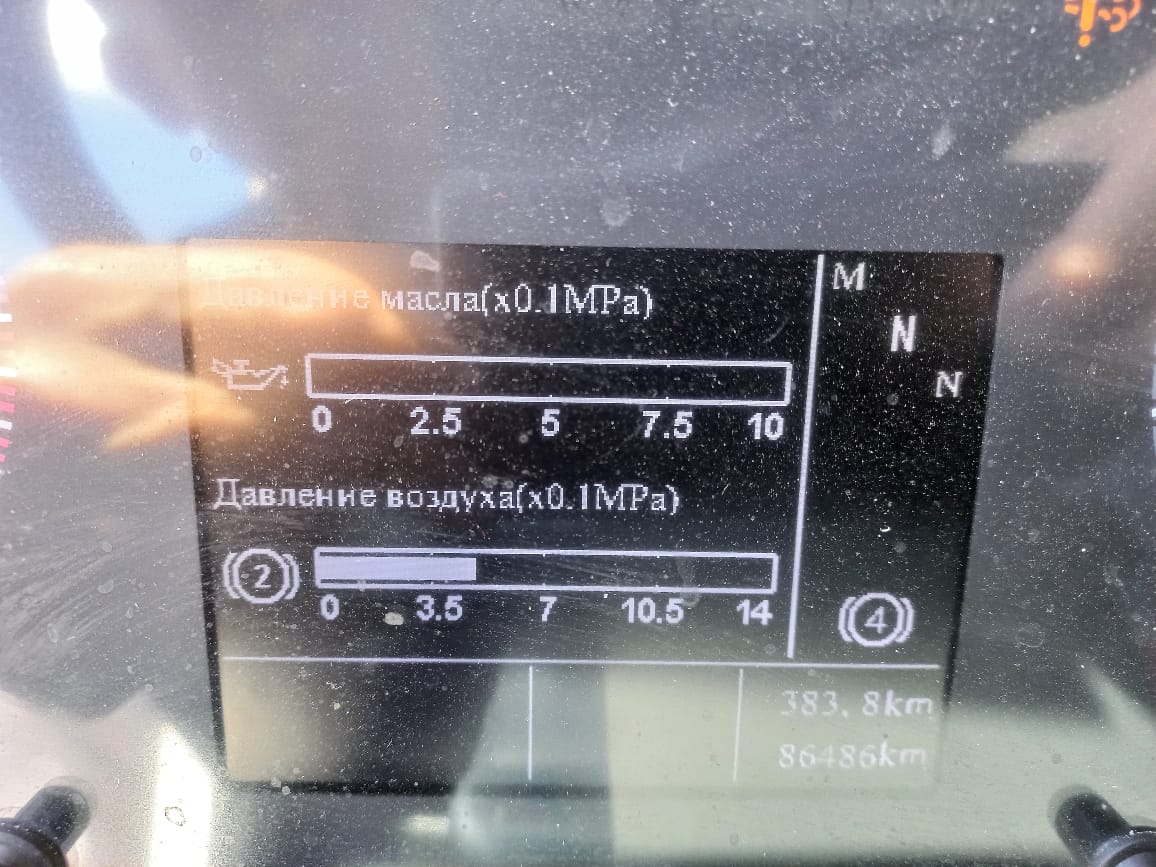 Давление масла(x0.1MPa)
M
N
N
0 2.5 5 7.5 10
Давление воздуха(x0.1MPa)
2
0 3.5 7 10.5 14
4
383. 8km
86486km